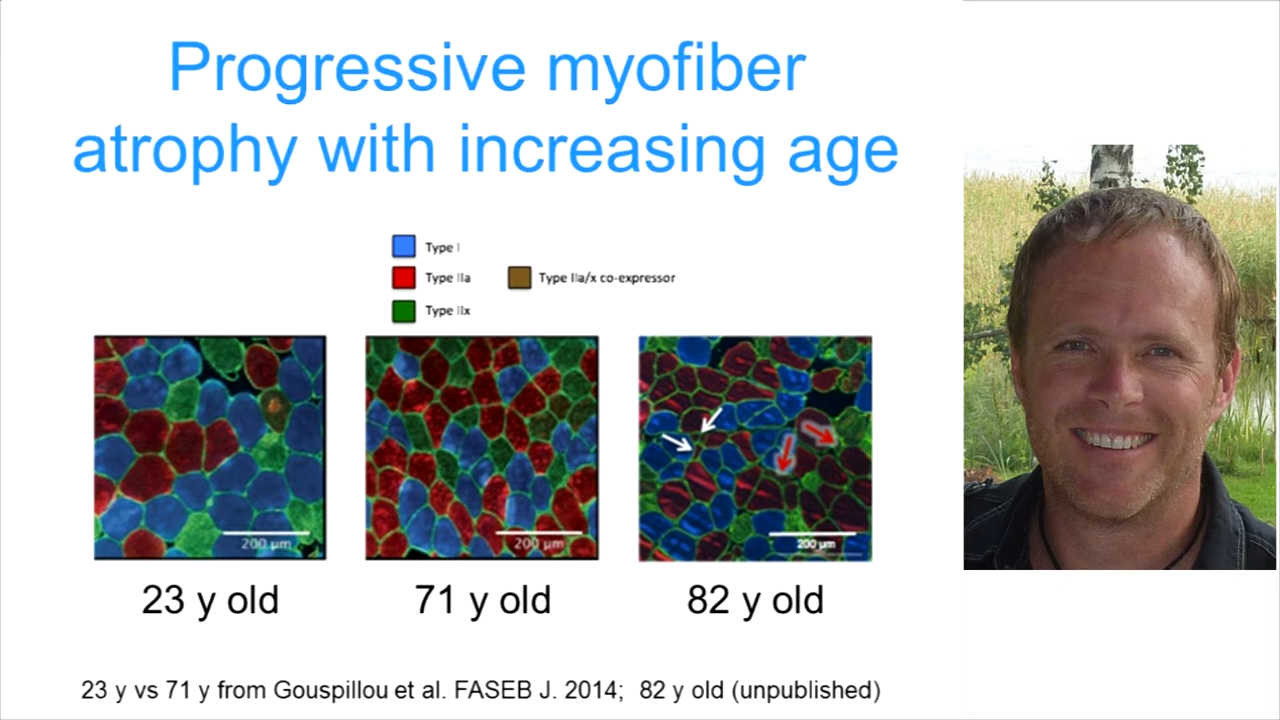 Progressive myofiber
atrophy with increasing age
Type I
Type IIa
Type IIa/x co-expressor
Type IIx
200 µm
200 µm
200 µm
23 y old
71 y old
82 y old
23 y vs 71 y from Gouspillou et al. FASEB J. 2014; 82 y old (unpublished)